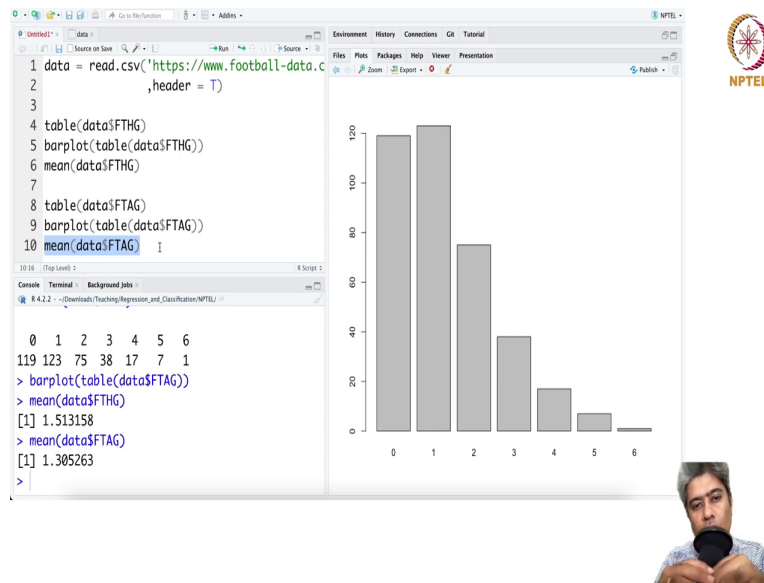 Go to file/function
Addins
NPTEL
Untitled1*
data
Source on Save
Run
Source
1 data = read.csv('https://www.football-data.c
2 ,header = T)
3
4 table(data$FTHG)
5 barplot(table(data$FTHG))
6 mean(data$FTHG)
7
8 table(data$FTAG)
9 barplot(table(data$FTAG))
10 mean(data$FTAG)
10:16 (Top Level)
R Script
Console Terminal Background Jobs
R 4.2.2 · ~/Downloads/Teaching/Regression_and_Classification/NPTEL/
0 1 2 3 4 5 6
119 123 75 38 17 7 1
> barplot(table(data$FTAG))
> mean(data$FTHG)
[1] 1.513158
> mean(data$FTAG)
[1] 1.305263
>
Environment History Connections Git Tutorial
Files Plots Packages Help Viewer Presentation
Zoom Export Publish
120
100
80
60
40
20
0
0 1 2 3 4 5 6
NPTEL